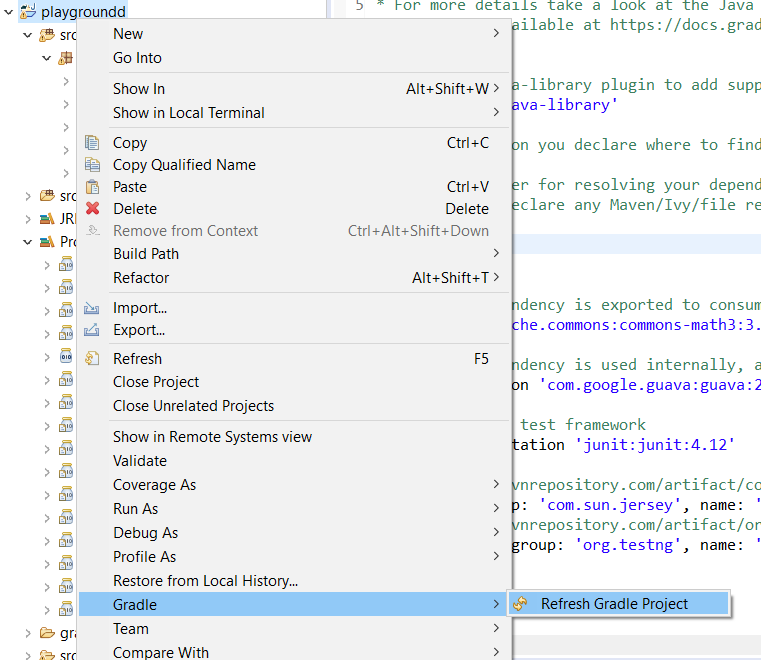 playgroundd
src
src
JR
Pro
gra
src
New
Go Into
Show In Alt+Shift+W
Show in Local Terminal
Copy Ctrl+C
Copy Qualified Name
Paste Ctrl+V
Delete Delete
Remove from Context Ctrl+Alt+Shift+Down
Build Path
Refactor Alt+Shift+T
Import...
Export...
Refresh F5
Close Project
Close Unrelated Projects
Show in Remote Systems view
Validate
Coverage As
Run As
Debug As
Profile As
Restore from Local History...
Gradle
Team
Compare With
Refresh Gradle Project
5 * For more details take a look at the Java
ailable at https://docs.grad
a-library plugin to add supp
ava-library'
on you declare where to find
er for resolving your depend
eclare any Maven/Ivy/file re
ndency is exported to consum
che.commons:commons-math3:3.
ndency is used internally, a
on 'com.google.guava:guava:2
test framework
tation 'junit:junit:4.12'
vnrepository.com/artifact/co
p: 'com.sun.jersey', name: '
vnrepository.com/artifact/or
group: 'org.testng', name: '